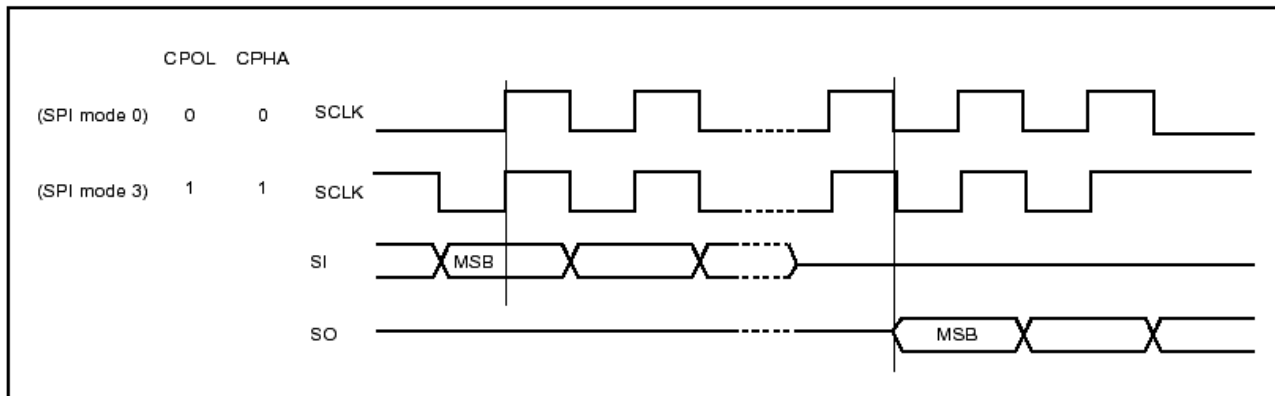 CPOL CPHA
(SPI mode 0) 0 0 SCLK
(SPI mode 3) 1 1 SCLK
SI MSB
SO MSB